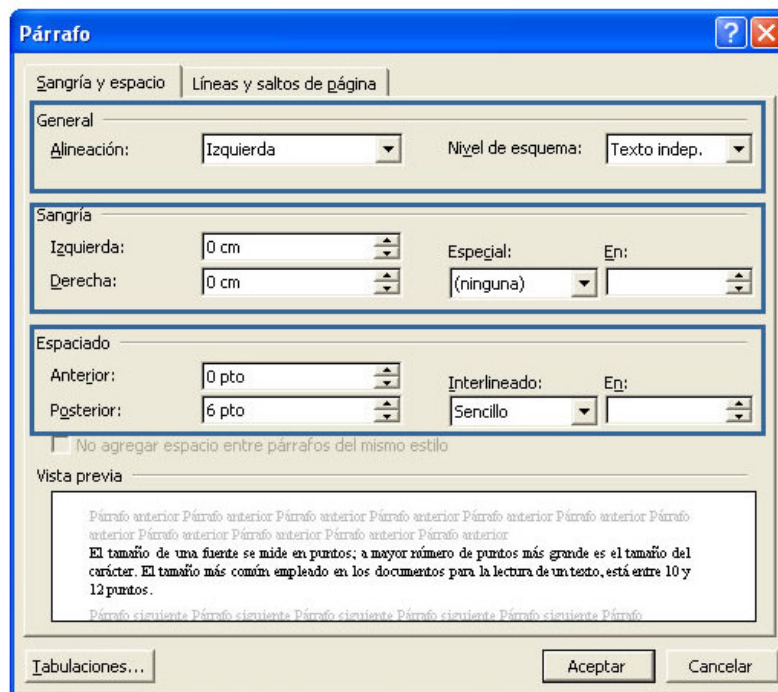 Párrafo
Sangría y espacio Líneas y saltos de página
General
Alineación: Izquierda Nivel de esquema: Texto indep.
Sangría
Izquierda: 0 cm Especial: En:
Derecha: 0 cm (ninguna)
Espaciado
Anterior: 0 pto Interlineado: En:
Posterior: 6 pto Sencillo
No agregar espacio entre párrafos del mismo estilo
Vista previa
Párrafo anterior Párrafo anterior Párrafo anterior Párrafo anterior Párrafo anterior Párrafo anterior Párrafo
anterior Párrafo anterior Párrafo anterior Párrafo anterior Párrafo anterior
El tamaño de una fuente se mide en puntos; a mayor número de puntos más grande es el tamaño del
carácter. El tamaño más común empleado en los documentos para la lectura de un texto, está entre 10 y
12 puntos.
Párrafo siguiente Párrafo siguiente Párrafo siguiente Párrafo siguiente Párrafo siguiente Párrafo
Tabulaciones... Aceptar Cancelar